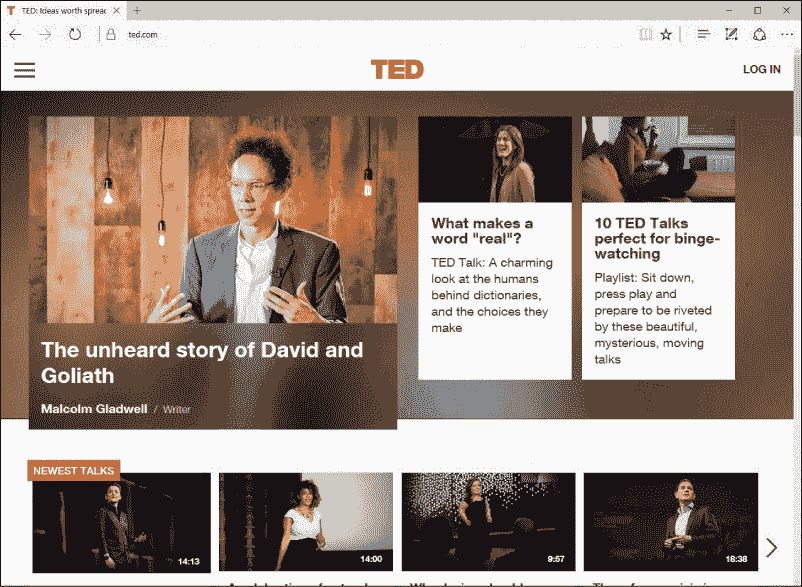 TED: Ideas worth spreac
ted.com
TED
LOG IN
The unheard story of David and
Goliath
Malcolm Gladwell / Writer
What makes a
word "real"?
TED Talk: A charming
look at the humans
behind dictionaries,
and the choices they
make
10 TED Talks
perfect for binge-
watching
Playlist: Sit down,
press play and
prepare to be riveted
by these beautiful,
mysterious, moving
talks
NEWEST TALKS
14:13
14:00
9:57
18:38